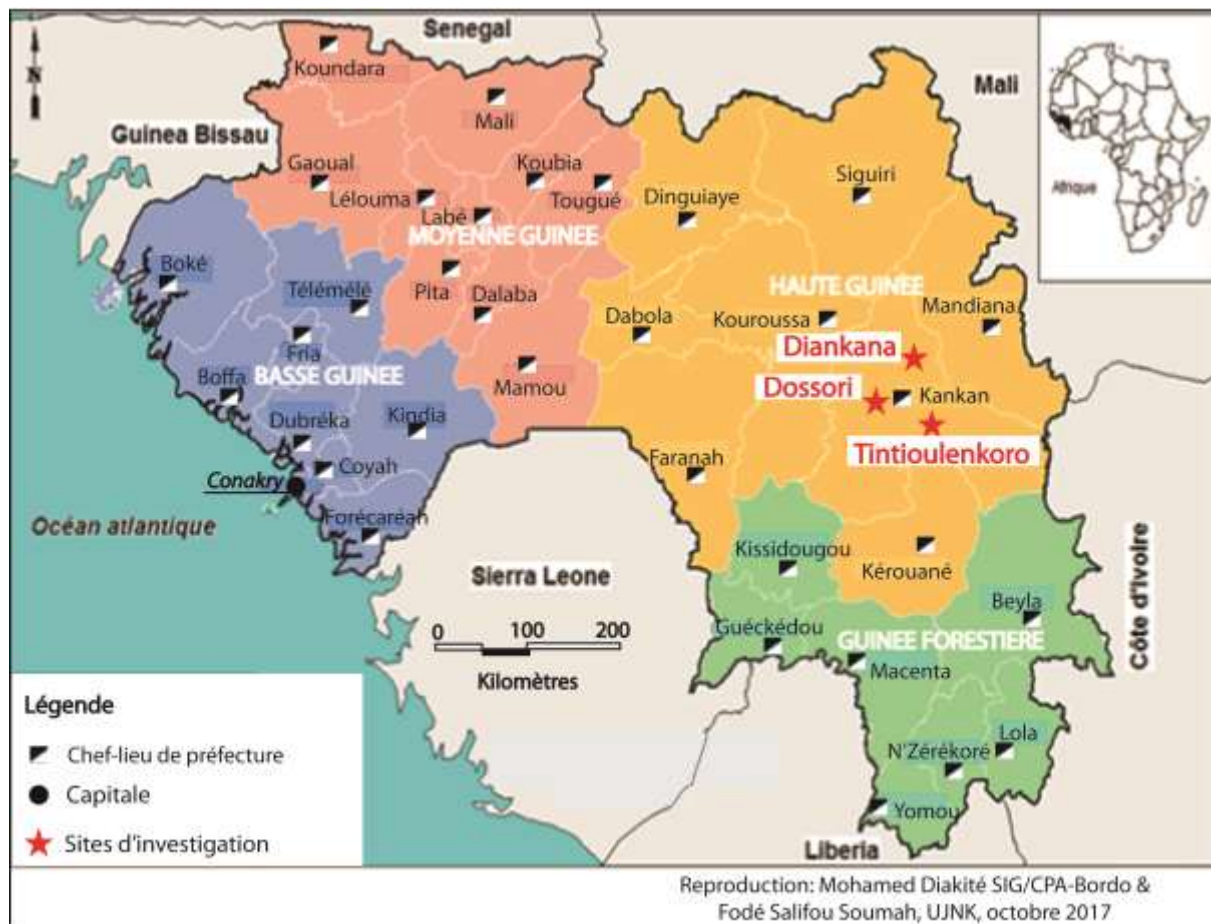 Senegal
N
Koundara
Mali
Mali
Guinea Bissau
Gaoual
Koubia
Siguiri
Afrique
Lélouma
Tougué
Dinguiaye
Labé
MOYENNE GUINEE
Boké
Pita
Dalaba
HAUTE GUINEE
Télémélé
Dabola
Kouroussa
Mandiana
Fria
Diankana
BASSE GUINEE
Mamou
Dossori
Kankan
Boffa
Dubréka
Kindia
Tintioulenkoro
Coyah
Faranah
Conakry
Océan atlantique
Forécaréah
Kissidougou
Sierra Leone
Kérouané
Beyla
Côte d'Ivoire
0 100 200
Guéckédou
GUINEE FORESTIERE
Kilomètres
Macenta
Légende
Chef-lieu de préfecture
Lola
N'Zérékoré
Capitale
Yomou
Sites d'investigation
Liberia
Reproduction: Mohamed Diakité SIG/CPA-Bordo &
Fodé Salifou Soumah, UJNK, octobre 2017